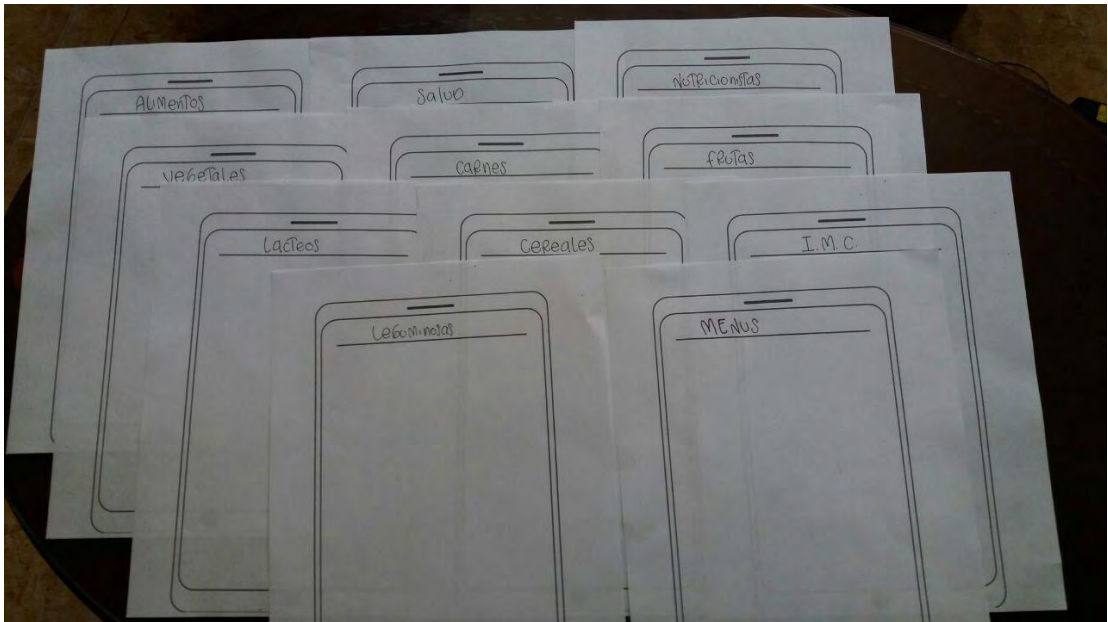 Alimentos
Salud
Nutricionistas
Vegetales
Carnes
Frutas
Lacteos
Cereales
I.M.C.
Leguminosas
MENUS